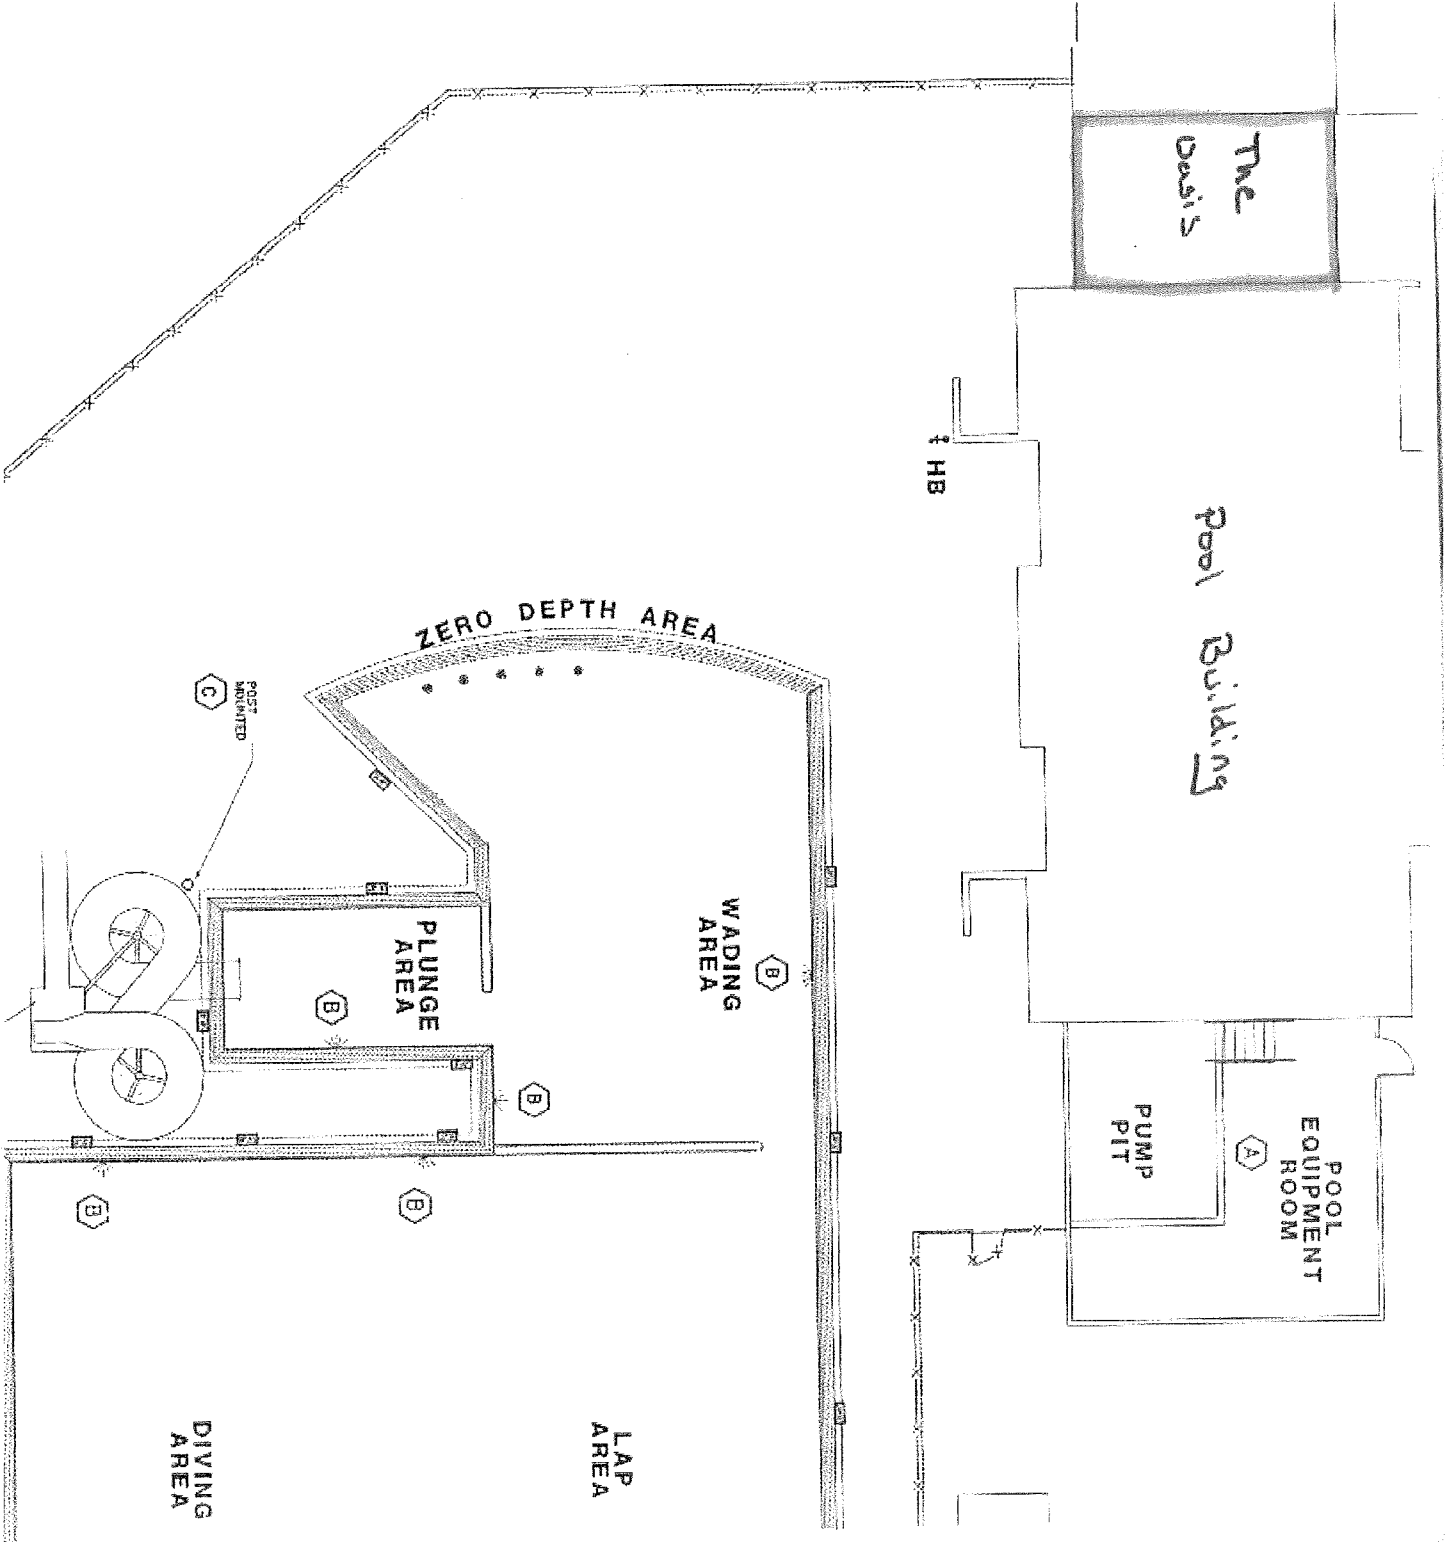 The
Oasis
Pool Building
HB
ZERO DEPTH AREA
POST
MOUNTED
C
WADING
AREA
B
PLUNGE
AREA
B
B
B
B
PUMP
PIT
A
POOL
EQUIPMENT
ROOM
LAP
AREA
DIVING
AREA